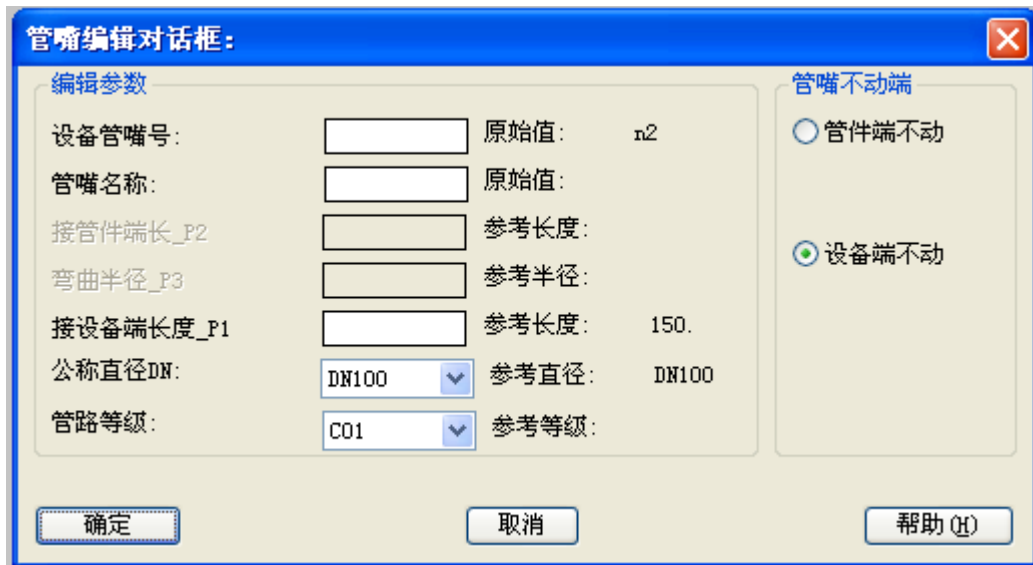 管嘴编辑对话框:
编辑参数
管嘴不动端
设备管嘴号: 原始值: n2
管件端不动
管嘴名称: 原始值:
接管件端长_P2 参考长度:
设备端不动
弯曲半径_P3 参考半径:
接设备端长度_P1 参考长度: 150.
公称直径DN: DN100 参考直径: DN100
管路等级: C01 参考等级:
确定 取消 帮助(H)